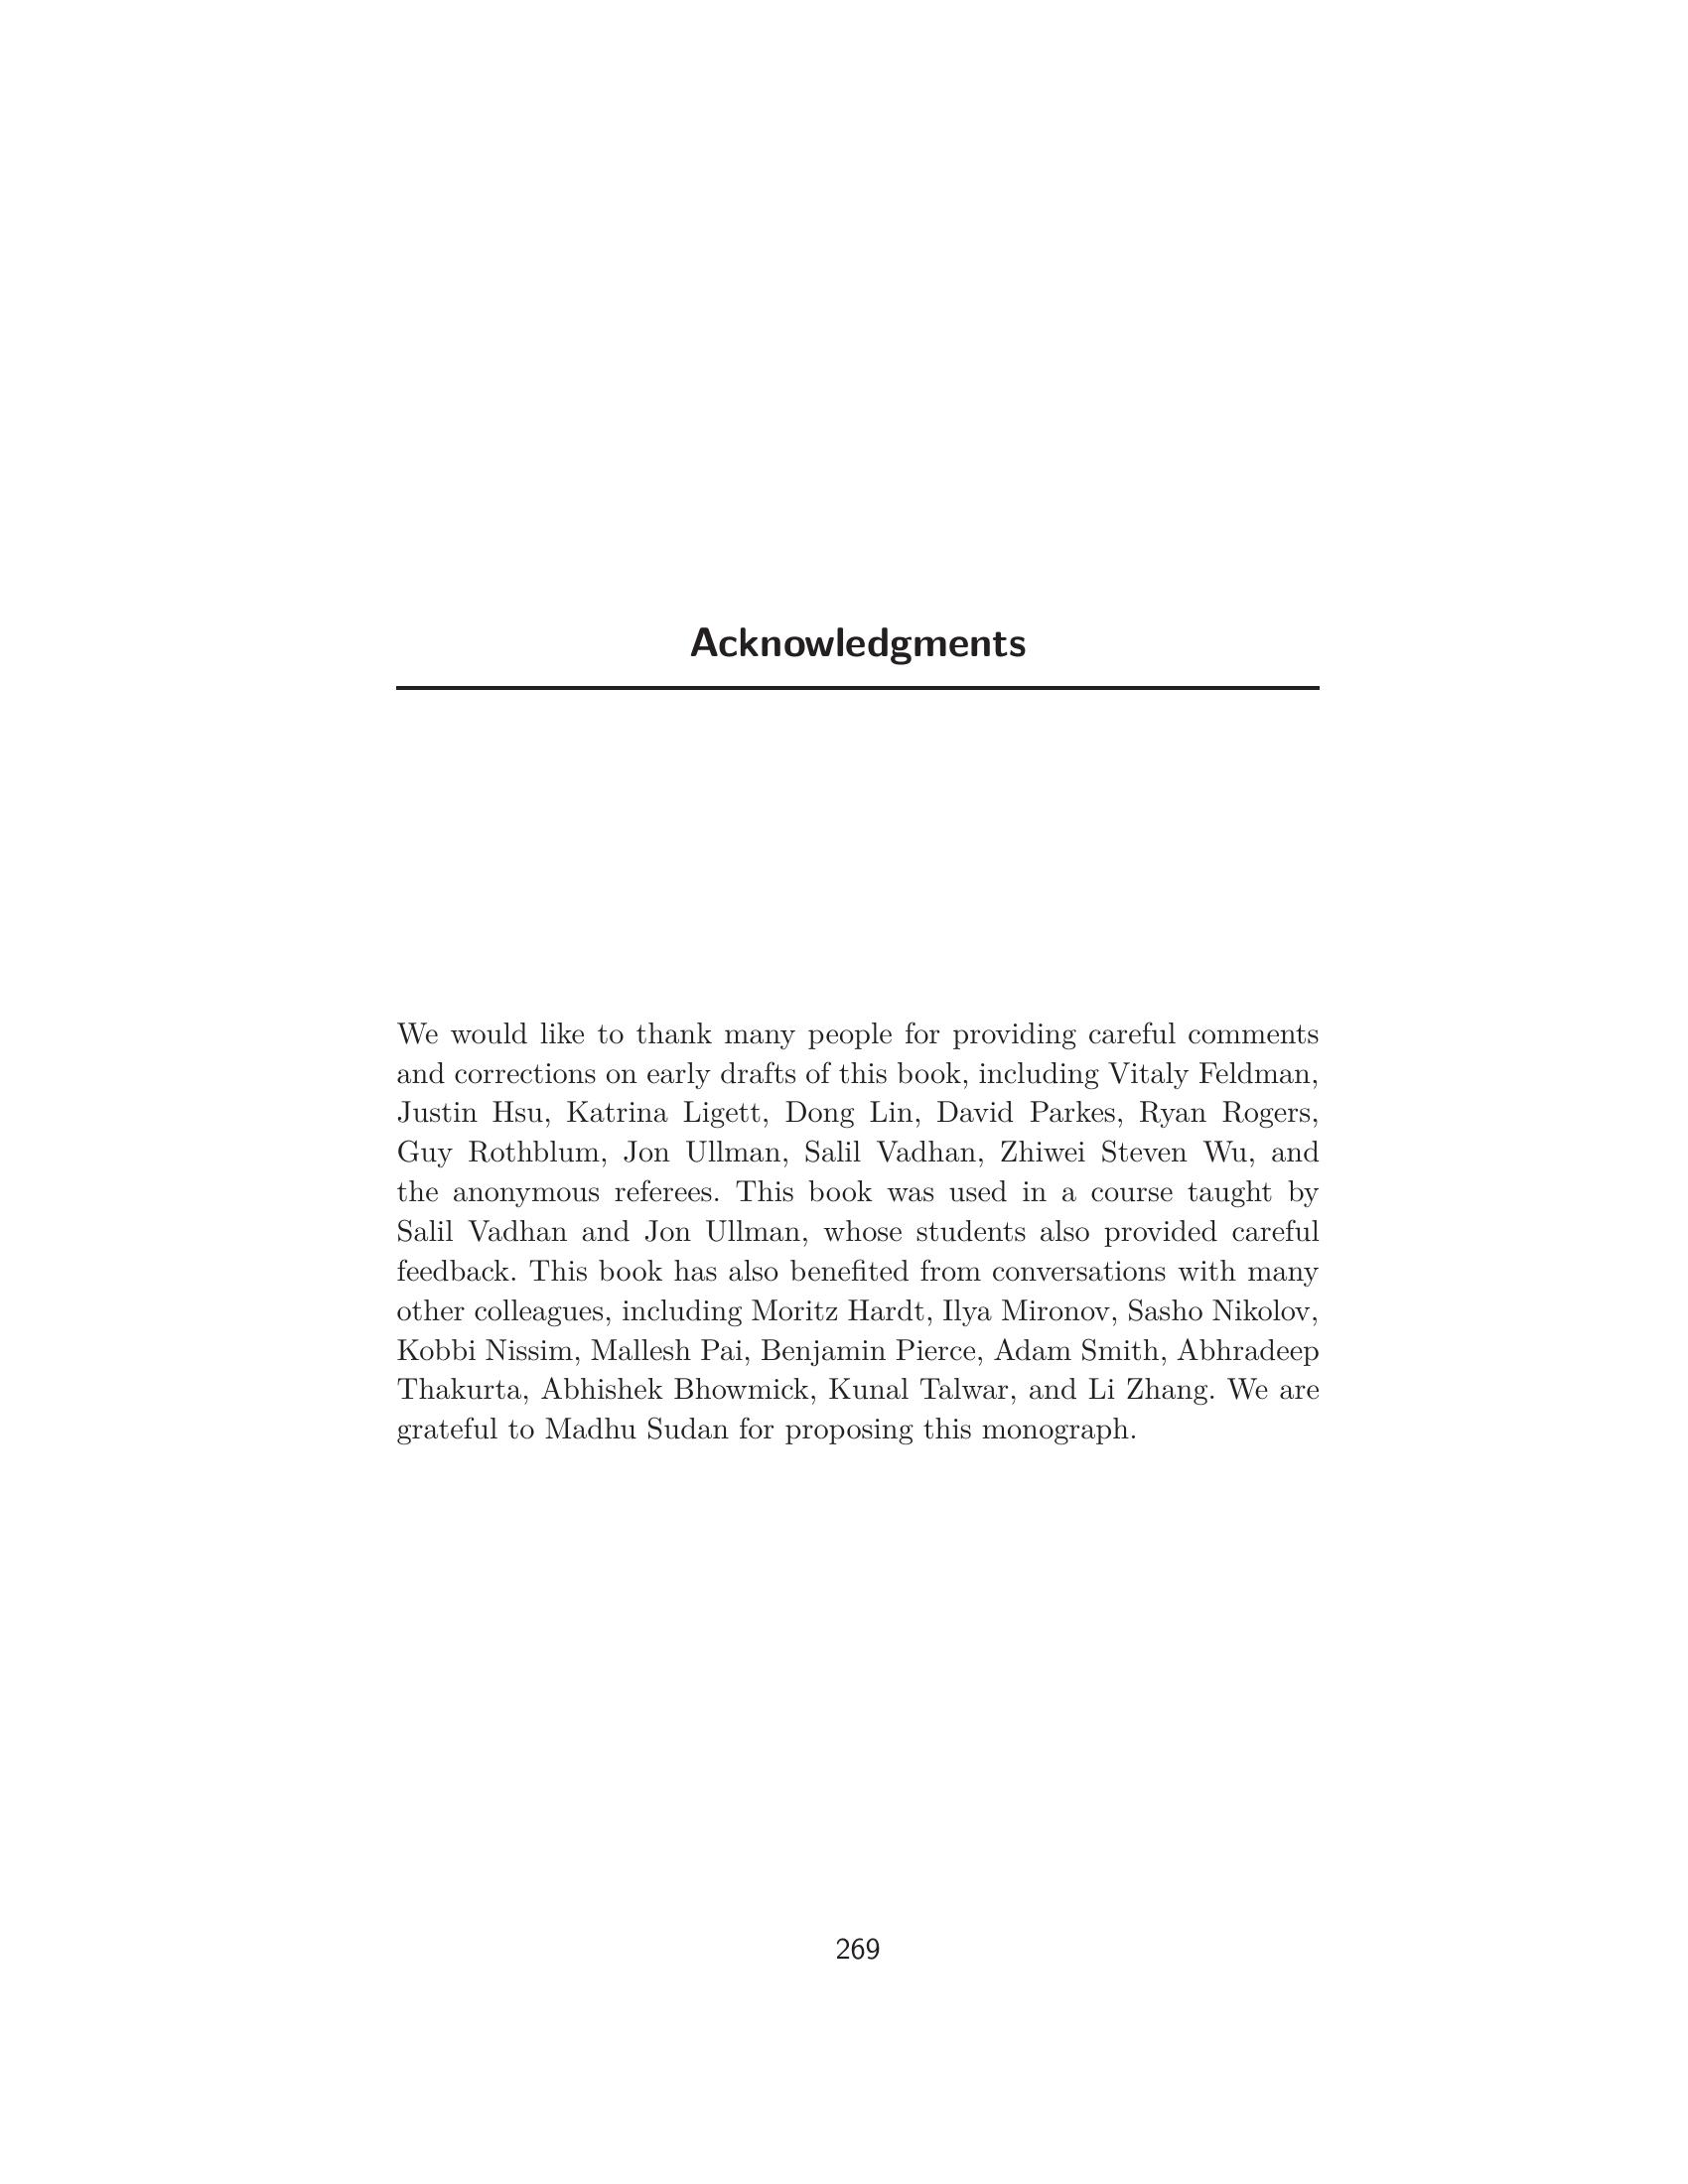 Acknowledgments
We would like to thank many people for providing careful comments
and corrections on early drafts of this book, including Vitaly Feldman,
Justin Hsu, Katrina Ligett, Dong Lin, David Parkes, Ryan Rogers,
Guy Rothblum, Jon Ullman, Salil Vadhan, Zhiwei Steven Wu, and
the anonymous referees. This book was used in a course taught by
Salil Vadhan and Jon Ullman, whose students also provided careful
feedback. This book has also benefited from conversations with many
other colleagues, including Moritz Hardt, Ilya Mironov, Sasho Nikolov,
Kobbi Nissim, Mallesh Pai, Benjamin Pierce, Adam Smith, Abhradeep
Thakurta, Abhishek Bhowmick, Kunal Talwar, and Li Zhang. We are
grateful to Madhu Sudan for proposing this monograph.
269